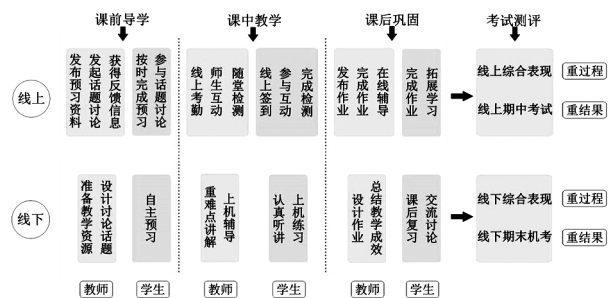 课前导学
课中教学
课后巩固
考试测评
线上
发布预习资料
发起话题讨论
获得反馈信息
按时完成预习
参与话题讨论
线上考勤
师生互动
随堂检测
线上签到
参与互动
完成检测
发布作业
完成作业
在线辅导
完成作业
拓展学习
线上综合表现
重过程
线上期中考试
重结果
线下
准备教学资源
设计讨论话题
自主预习
重难点讲解
上机辅导
认真听讲
上机练习
设计作业
总结教学成效
课后复习
交流讨论
线下综合表现
重过程
线下期末机考
重结果
教师
学生
教师
学生
教师
学生